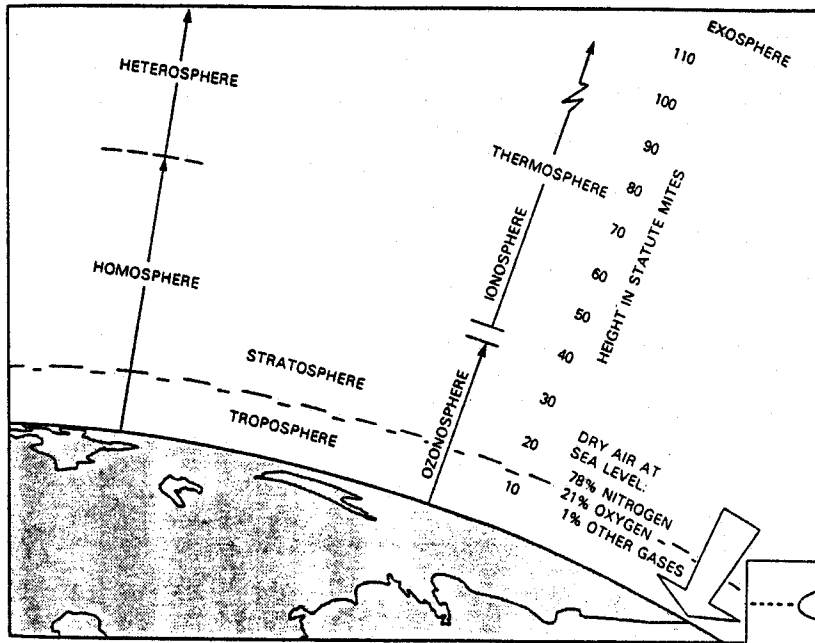 EXOSPHERE
110
HETEROSPHERE
100
90
THERMOSPHERE
80
70
HOMOSPHERE
IONOSPHERE
60
HEIGHT IN STATUTE MITES
50
40
STRATOSPHERE
30
TROPOSPHERE
OZONOSPHERE
20
10
DRY AIR AT
SEA LEVEL:
78% NITROGEN
21% OXYGEN
1% OTHER GASES